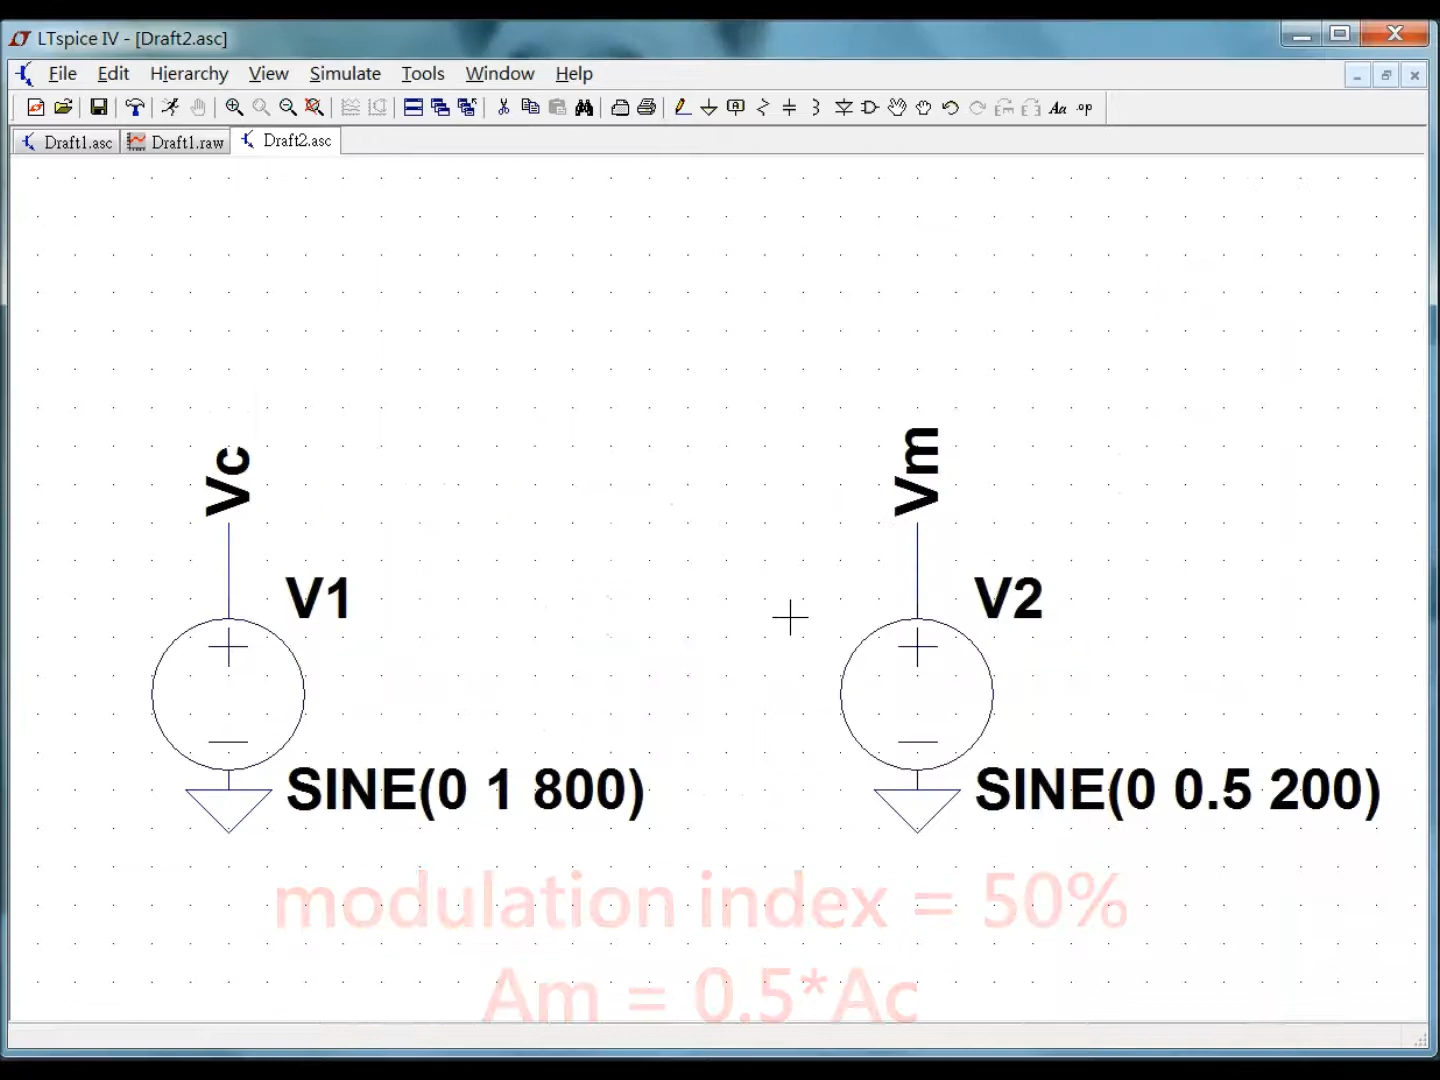 LTspice IV - [Draft2.asc]
File Edit Hierarchy View Simulate Tools Window Help
Aa .op
Draft1.asc Draft1.raw Draft2.asc
Vc Vm
V1 V2
SINE(0 1 800) SINE(0 0.5 200)
modulation index = 50%
Am = 0.5*Ac